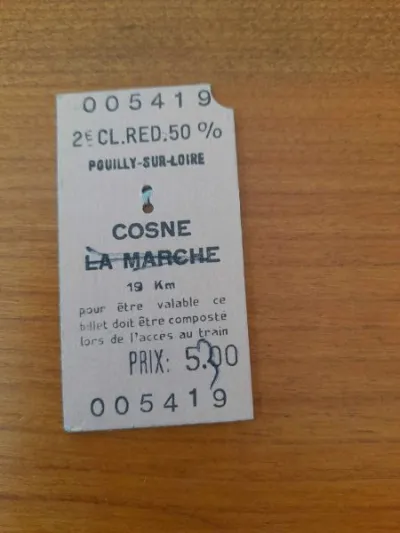 005419
2e CL.RED.50 %
POUILLY-SUR-LOIRE
COSNE
LA MARCHE
19 Km
pour être valable ce
billet doit être composté
lors de l'accès au train
PRIX: 5.00
005419